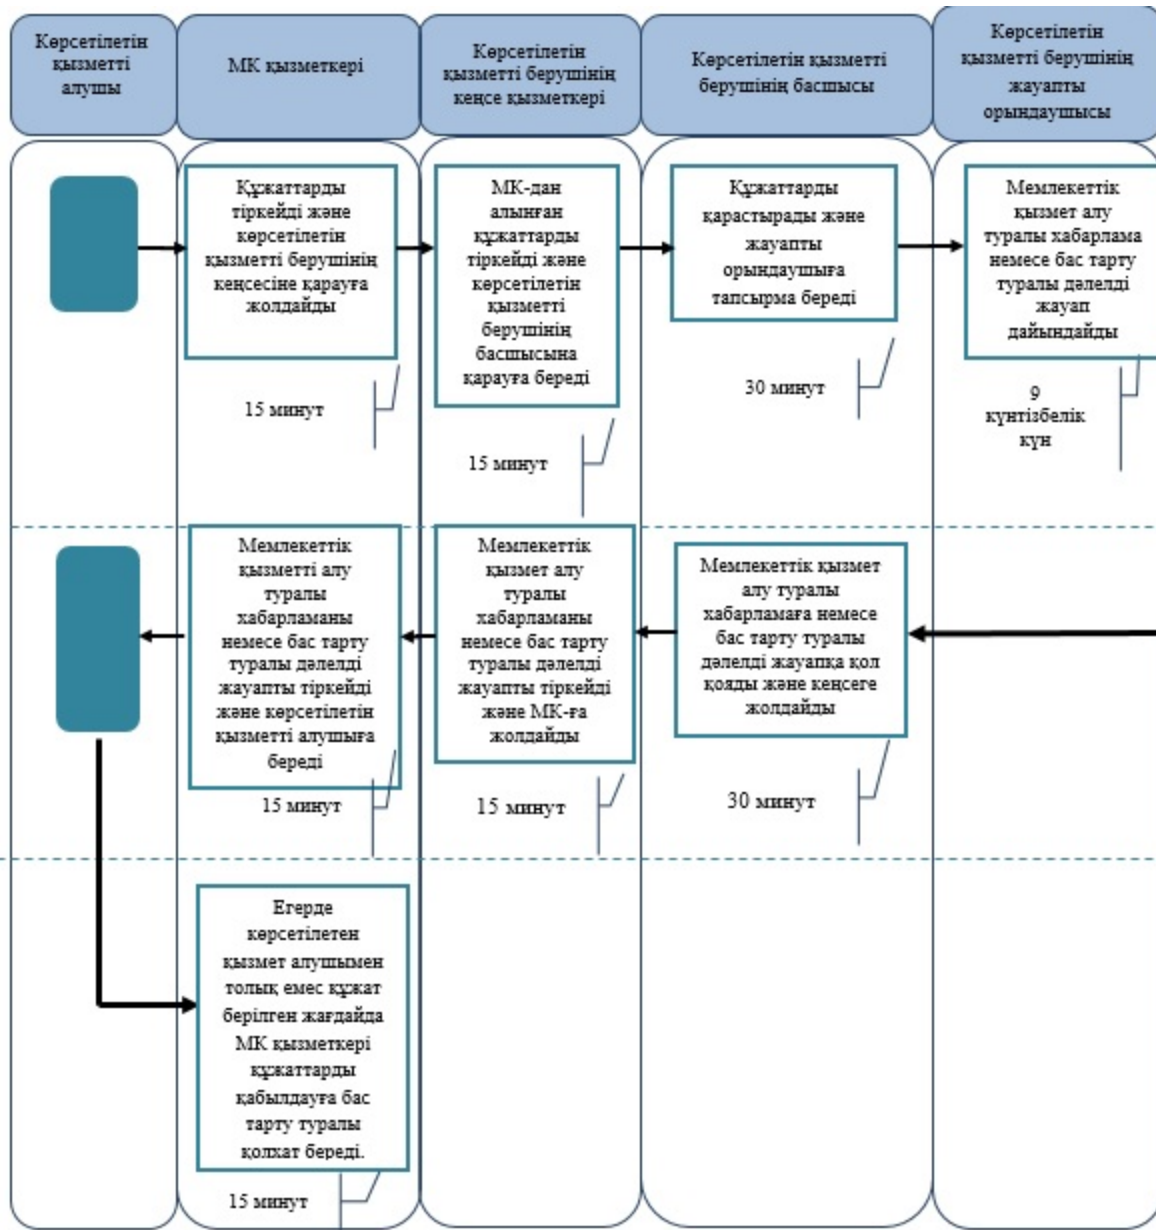 Көрсетілетін
қызметті
алушы
МК қызметкері
Көрсетілетін
қызметті берушінің
кеңсе қызметкері
Көрсетілетін қызметті
берушінің басшысы
Көрсетілетін
қызметті берушінің
жауапты
орындаушысы
Құжаттарды
тіркейді және
көрсетілетін
қызметті берушінің
кеңсесіне қарауға
жолдайды
15 минут
МК-дан
алынған
құжаттарды
тіркейді және
көрсетілетін
қызметті
берушінің
басшысына
қарауға береді
15 минут
Құжаттарды
қарастырады және
жауапты
орындаушыға
тапсырма береді
30 минут
Мемлекеттік
қызмет алу
туралы хабарлама
немесе бас тарту
туралы дәлелді
жауап
дайындайды
9
күнтізбелік
күн
Мемлекеттік
қызметті алу
туралы
хабарламаны
немесе бас тарту
туралы дәлелді
жауапты тіркейді
және көрсетілетін
қызметті алушыға
береді
15 минут
Мемлекеттік
қызмет алу
туралы
хабарламаны
немесе бас тарту
туралы дәлелді
жауапты тіркейді
және МК-ға
жолдайды
15 минут
Мемлекеттік қызмет
алу туралы
хабарламаға немесе
бас тарту туралы
дәлелді жауапқа қол
қояды және кеңсеге
жолдайды
30 минут
Егерде
көрсетілетен
қызмет алушымен
толық емес құжат
берілген жағдайда
МК қызметкері
құжаттарды
қабылдауға бас
тарту туралы
қолхат береді.
15 минут